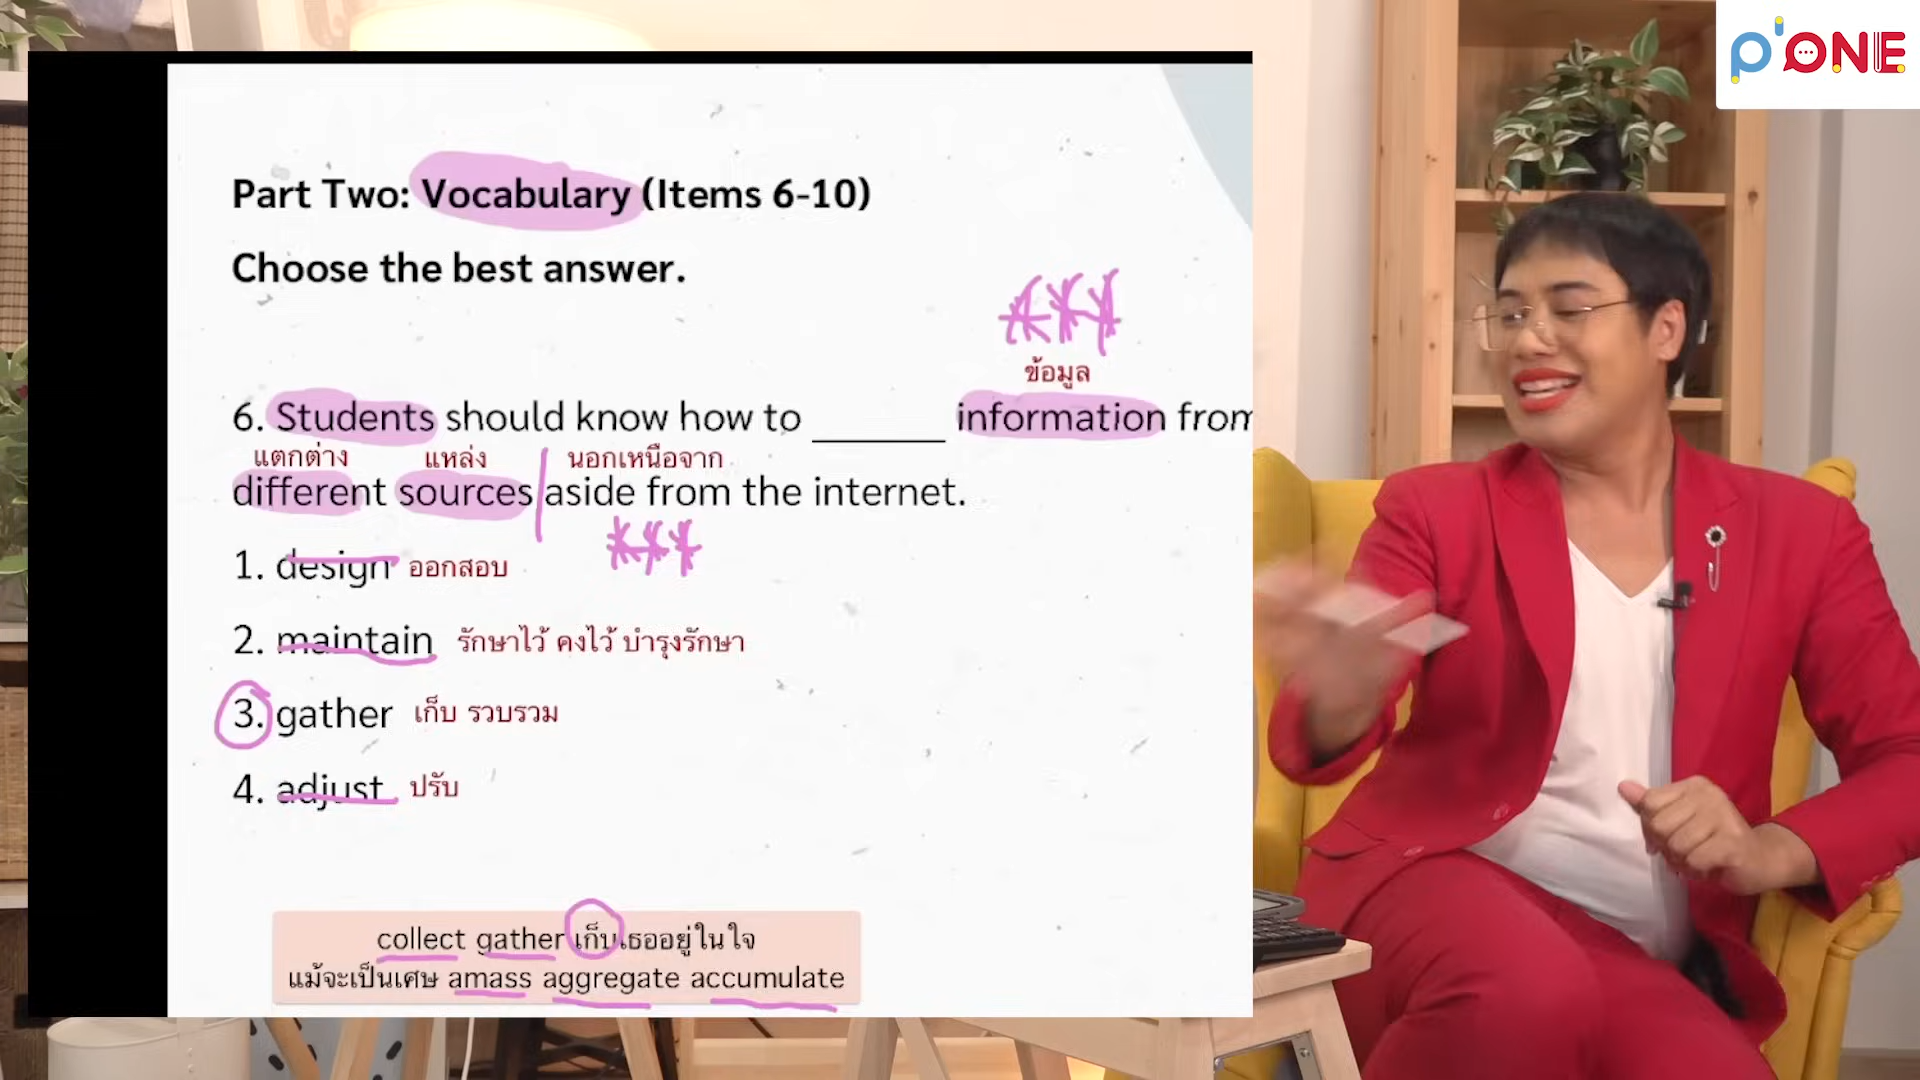 P'ONE
Part Two: Vocabulary (Items 6-10)
Choose the best answer.
ข้อมูล
6. Students should know how to ______ information from
แตกต่าง แหล่ง นอกเหนือจาก
different sources aside from the internet.
1. design ออกสอบ
2. maintain รักษาไว้ คงไว้ บำรุงรักษา
3. gather เก็บ รวบรวม
4. adjust ปรับ
collect gather เก็บเธออยู่ในใจ
แม้จะเป็นเศษ amass aggregate accumulate